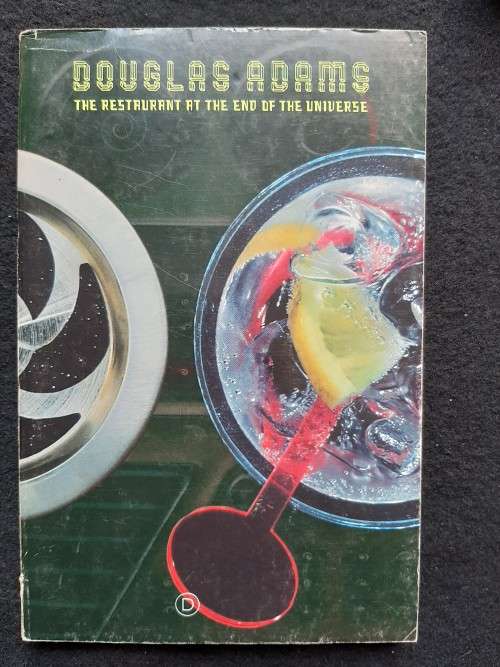 DOUGLAS ADAMS
THE RESTAURANT AT THE END OF THE UNIVERSE
D